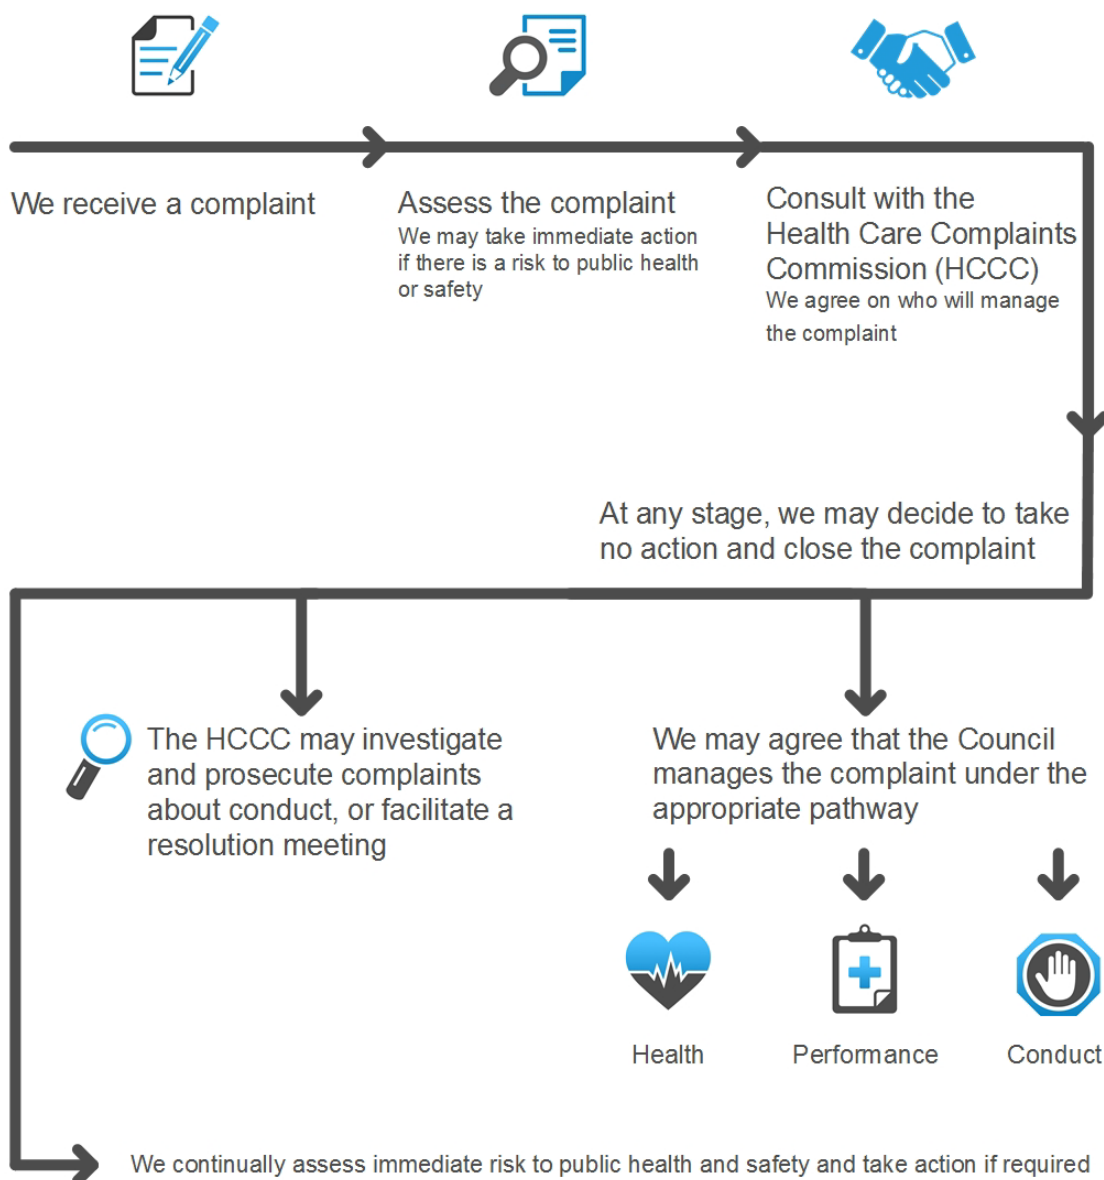 We receive a complaint
Assess the complaint
We may take immediate action
if there is a risk to public health
or safety
Consult with the
Health Care Complaints
Commission (HCCC)
We agree on who will manage
the complaint
At any stage, we may decide to take
no action and close the complaint
The HCCC may investigate
and prosecute complaints
about conduct, or facilitate a
resolution meeting
We may agree that the Council
manages the complaint under the
appropriate pathway
Health
Performance
Conduct
We continually assess immediate risk to public health and safety and take action if required